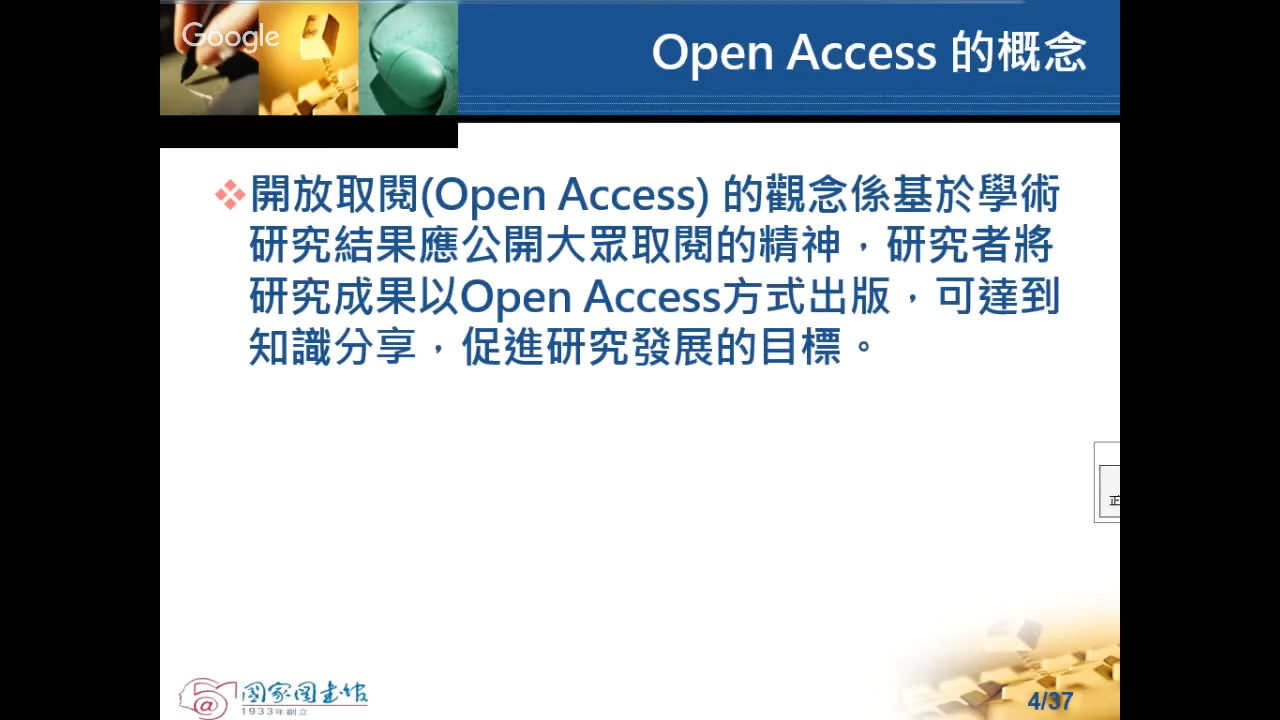 Google
Open Access 的概念
開放取閱(Open Access) 的觀念係基於學術
研究結果應公開大眾取閱的精神，研究者將
研究成果以Open Access方式出版，可達到
知識分享，促進研究發展的目標。
正
國家圖書館
1933年創立
4/37